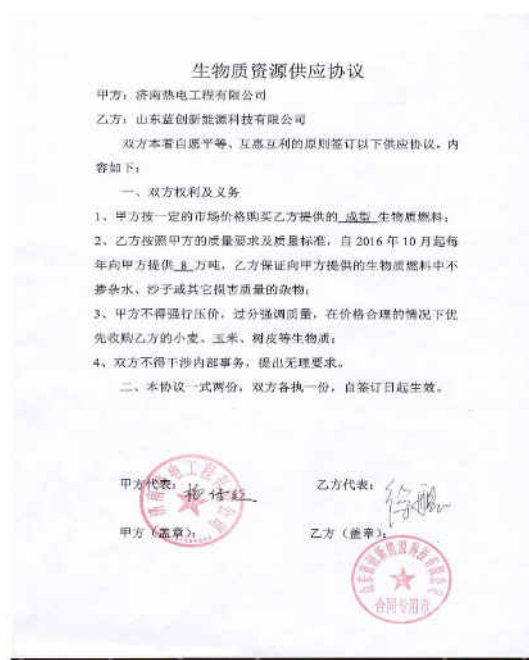 生物质资源供应协议
甲方：济南热电工程有限公司
乙方：山东蓝创新能源科技有限公司
双方本着自愿平等、互惠互利的原则签订以下供应协议，内
容如下：
一、双方权利及义务
1、甲方按一定的市场价格购买乙方提供的 成型 生物质燃料；
2、乙方按照甲方的质量要求及质量标准，自 2016 年 10 月起每
年向甲方提供 8 万吨，乙方保证向甲方提供的生物质燃料中不
掺杂水、沙子或其它损害质量的杂物；
3、甲方不得强行压价，过分强调质量，在价格合理的情况下优
先收购乙方的小麦、玉米、树皮等生物质；
4、双方不得干涉内部事务，提出无理要求。
二、本协议一式两份，双方各执一份，自签订日起生效。
甲方代表：
乙方代表：
甲方（盖章）：
乙方（盖章）：
合同专用章